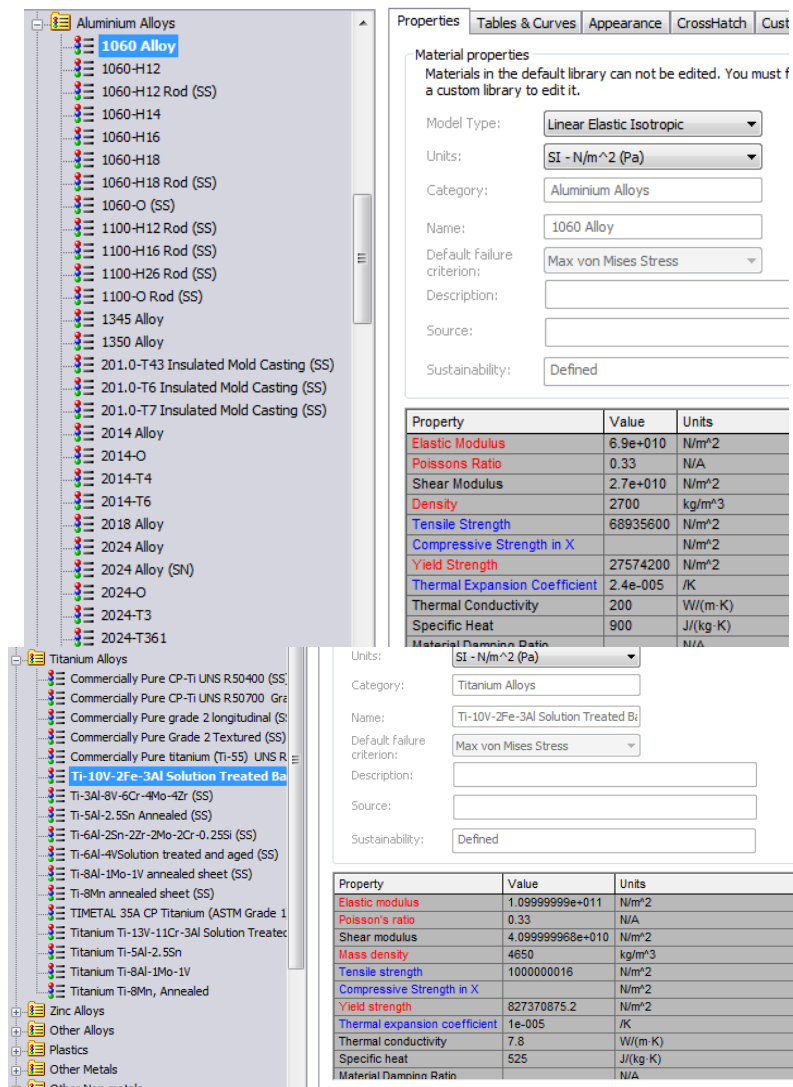 Aluminium Alloys
1060 Alloy
1060-H12
1060-H12 Rod (SS)
1060-H14
1060-H16
1060-H18
1060-H18 Rod (SS)
1060-O (SS)
1100-H12 Rod (SS)
1100-H16 Rod (SS)
1100-H26 Rod (SS)
1100-O Rod (SS)
1345 Alloy
1350 Alloy
201.0-T43 Insulated Mold Casting (SS)
201.0-T6 Insulated Mold Casting (SS)
201.0-T7 Insulated Mold Casting (SS)
2014 Alloy
2014-O
2014-T4
2014-T6
2018 Alloy
2024 Alloy
2024 Alloy (SN)
2024-O
2024-T3
2024-T361
Properties Tables & Curves Appearance CrossHatch Cust
Material properties
Materials in the default library can not be edited. You must f
a custom library to edit it.
Model Type: Linear Elastic Isotropic
Units: SI - N/m^2 (Pa)
Category: Aluminium Alloys
Name: 1060 Alloy
Default failure criterion: Max von Mises Stress
Description:
Source:
Sustainability: Defined
Property Value Units
Elastic Modulus 6.9e+010 N/m^2
Poissons Ratio 0.33 N/A
Shear Modulus 2.7e+010 N/m^2
Density 2700 kg/m^3
Tensile Strength 68935600 N/m^2
Compressive Strength in X N/m^2
Yield Strength 27574200 N/m^2
Thermal Expansion Coefficient 2.4e-005 /K
Thermal Conductivity 200 W/(m·K)
Specific Heat 900 J/(kg·K)
Material Damping Ratio N/A
Titanium Alloys
Commercially Pure CP-Ti UNS R50400 (SS)
Commercially Pure CP-Ti UNS R50700 Gra
Commercially Pure grade 2 longitudinal (S
Commercially Pure Grade 2 Textured (SS)
Commercially Pure titanium (Ti-55) UNS R
Ti-10V-2Fe-3Al Solution Treated Ba
Ti-3Al-8V-6Cr-4Mo-4Zr (SS)
Ti-5Al-2.5Sn Annealed (SS)
Ti-6Al-2Sn-2Zr-2Mo-2Cr-0.25Si (SS)
Ti-6Al-4VSolution treated and aged (SS)
Ti-8Al-1Mo-1V annealed sheet (SS)
Ti-8Mn annealed sheet (SS)
TIMETAL 35A CP Titanium (ASTM Grade 1
Titanium Ti-13V-11Cr-3Al Solution Treated
Titanium Ti-5Al-2.5Sn
Titanium Ti-8Al-1Mo-1V
Titanium Ti-8Mn, Annealed
Zinc Alloys
Other Alloys
Plastics
Other Metals
Other Non-metals
Units: SI - N/m^2 (Pa)
Category: Titanium Alloys
Name: Ti-10V-2Fe-3Al Solution Treated Ba
Default failure criterion: Max von Mises Stress
Description:
Source:
Sustainability: Defined
Property Value Units
Elastic modulus 1.09999999e+011 N/m^2
Poisson's ratio 0.33 N/A
Shear modulus 4.099999968e+010 N/m^2
Mass density 4650 kg/m^3
Tensile strength 1000000016 N/m^2
Compressive Strength in X N/m^2
Yield strength 827370875.2 N/m^2
Thermal expansion coefficient 1e-005 /K
Thermal conductivity 7.8 W/(m·K)
Specific heat 525 J/(kg·K)
Material Damping Ratio N/A